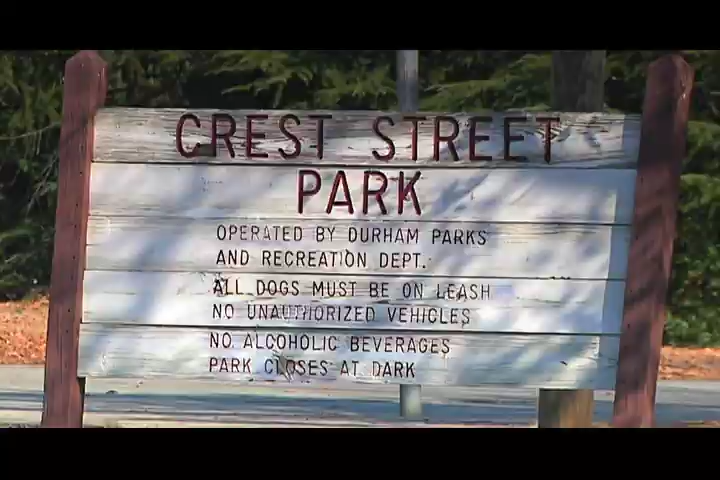 CREST STREET
PARK
OPERATED BY DURHAM PARKS
AND RECREATION DEPT.
ALL DOGS MUST BE ON LEASH
NO UNAUTHORIZED VEHICLES
NO ALCOHOLIC BEVERAGES
PARK CLOSES AT DARK